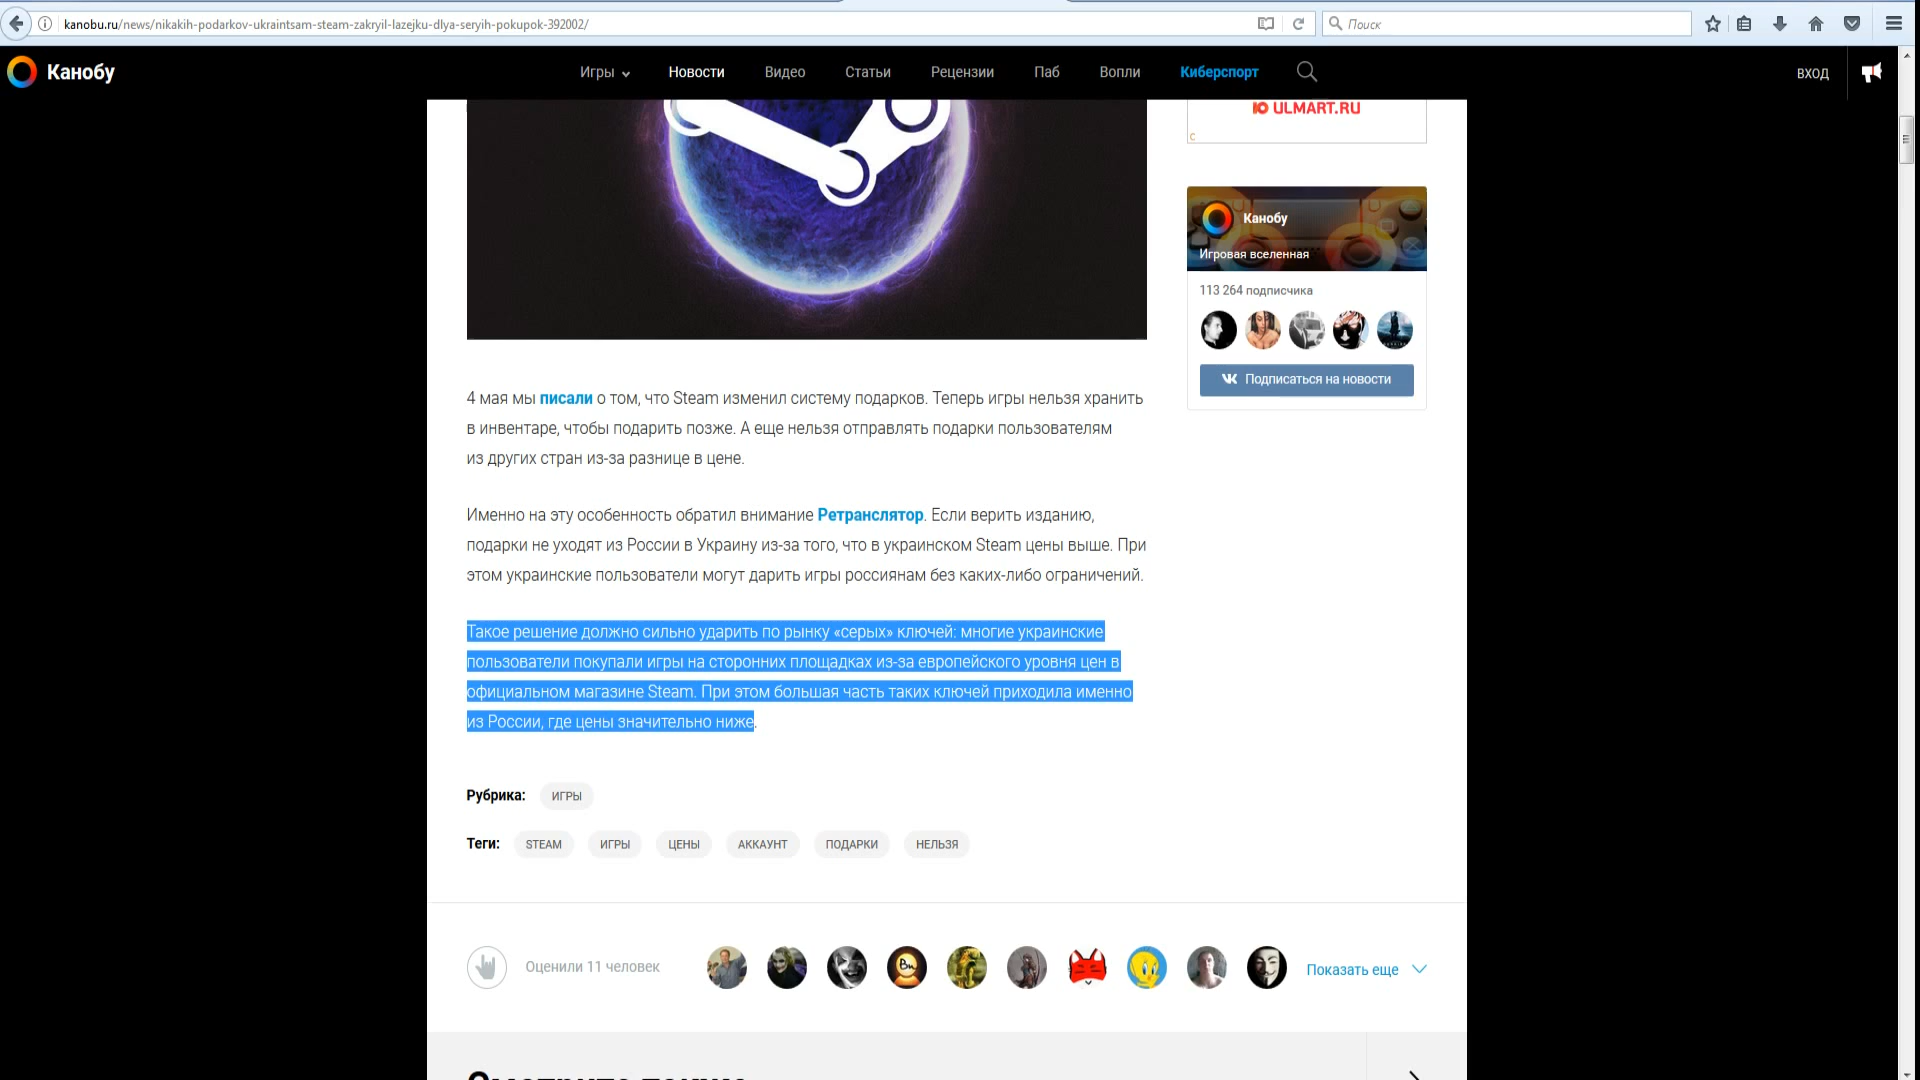 kanobu.ru/news/nikakih-podarkov-ukraintsam-steam-zakryil-lazejku-dlya-seryih-pokupok-392002/
Поиск
Канобу
Игры
Новости
Видео
Статьи
Рецензии
Паб
Вопли
Киберспорт
вход
ULMART.RU
Канобу
Игровая вселенная
113 264 подписчика
Подписаться на новости
4 мая мы писали о том, что Steam изменил систему подарков. Теперь игры нельзя хранить
в инвентаре, чтобы подарить позже. А еще нельзя отправлять подарки пользователям
из других стран из-за разнице в цене.
Именно на эту особенность обратил внимание Ретранслятор. Если верить изданию,
подарки не уходят из России в Украину из-за того, что в украинском Steam цены выше. При
этом украинские пользователи могут дарить игры россиянам без каких-либо ограничений.
Такое решение должно сильно ударить по рынку «серых» ключей: многие украинские
пользователи покупали игры на сторонних площадках из-за европейского уровня цен в
официальном магазине Steam. При этом большая часть таких ключей приходила именно
из России, где цены значительно ниже.
Рубрика: ИГРЫ
Теги: STEAM ИГРЫ ЦЕНЫ АККАУНТ ПОДАРКИ НЕЛЬЗЯ
Оценили 11 человек
Показать еще